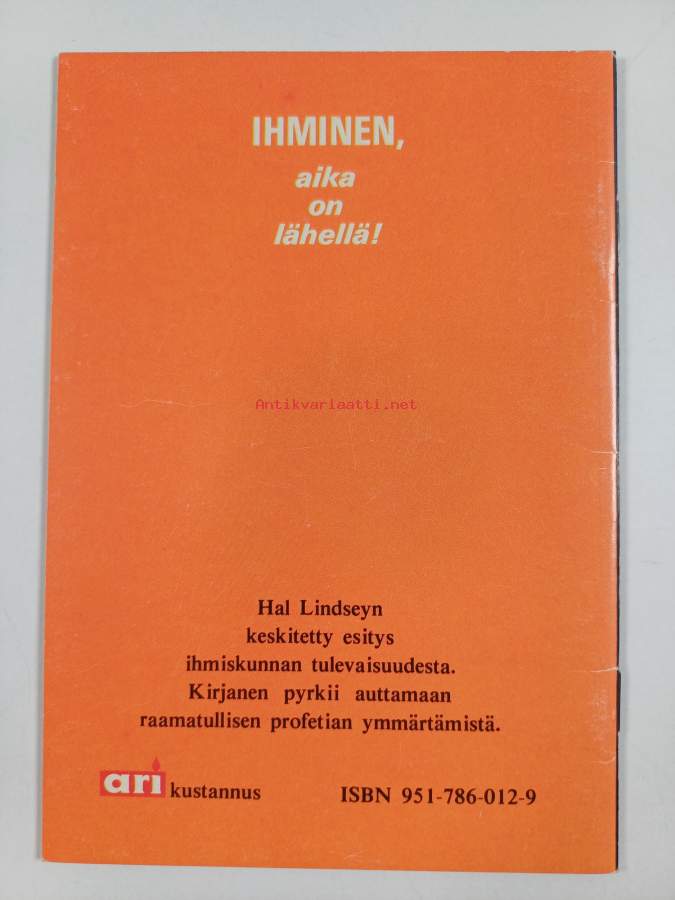 IHMINEN,
aika
on
lähellä!
Antikvariaatti.net
Hal Lindseyn
keskitetty esitys
ihmiskunnan tulevaisuudesta.
Kirjanen pyrkii auttamaan
raamatullisen profetian ymmärtämistä.
ari kustannus ISBN 951-786-012-9